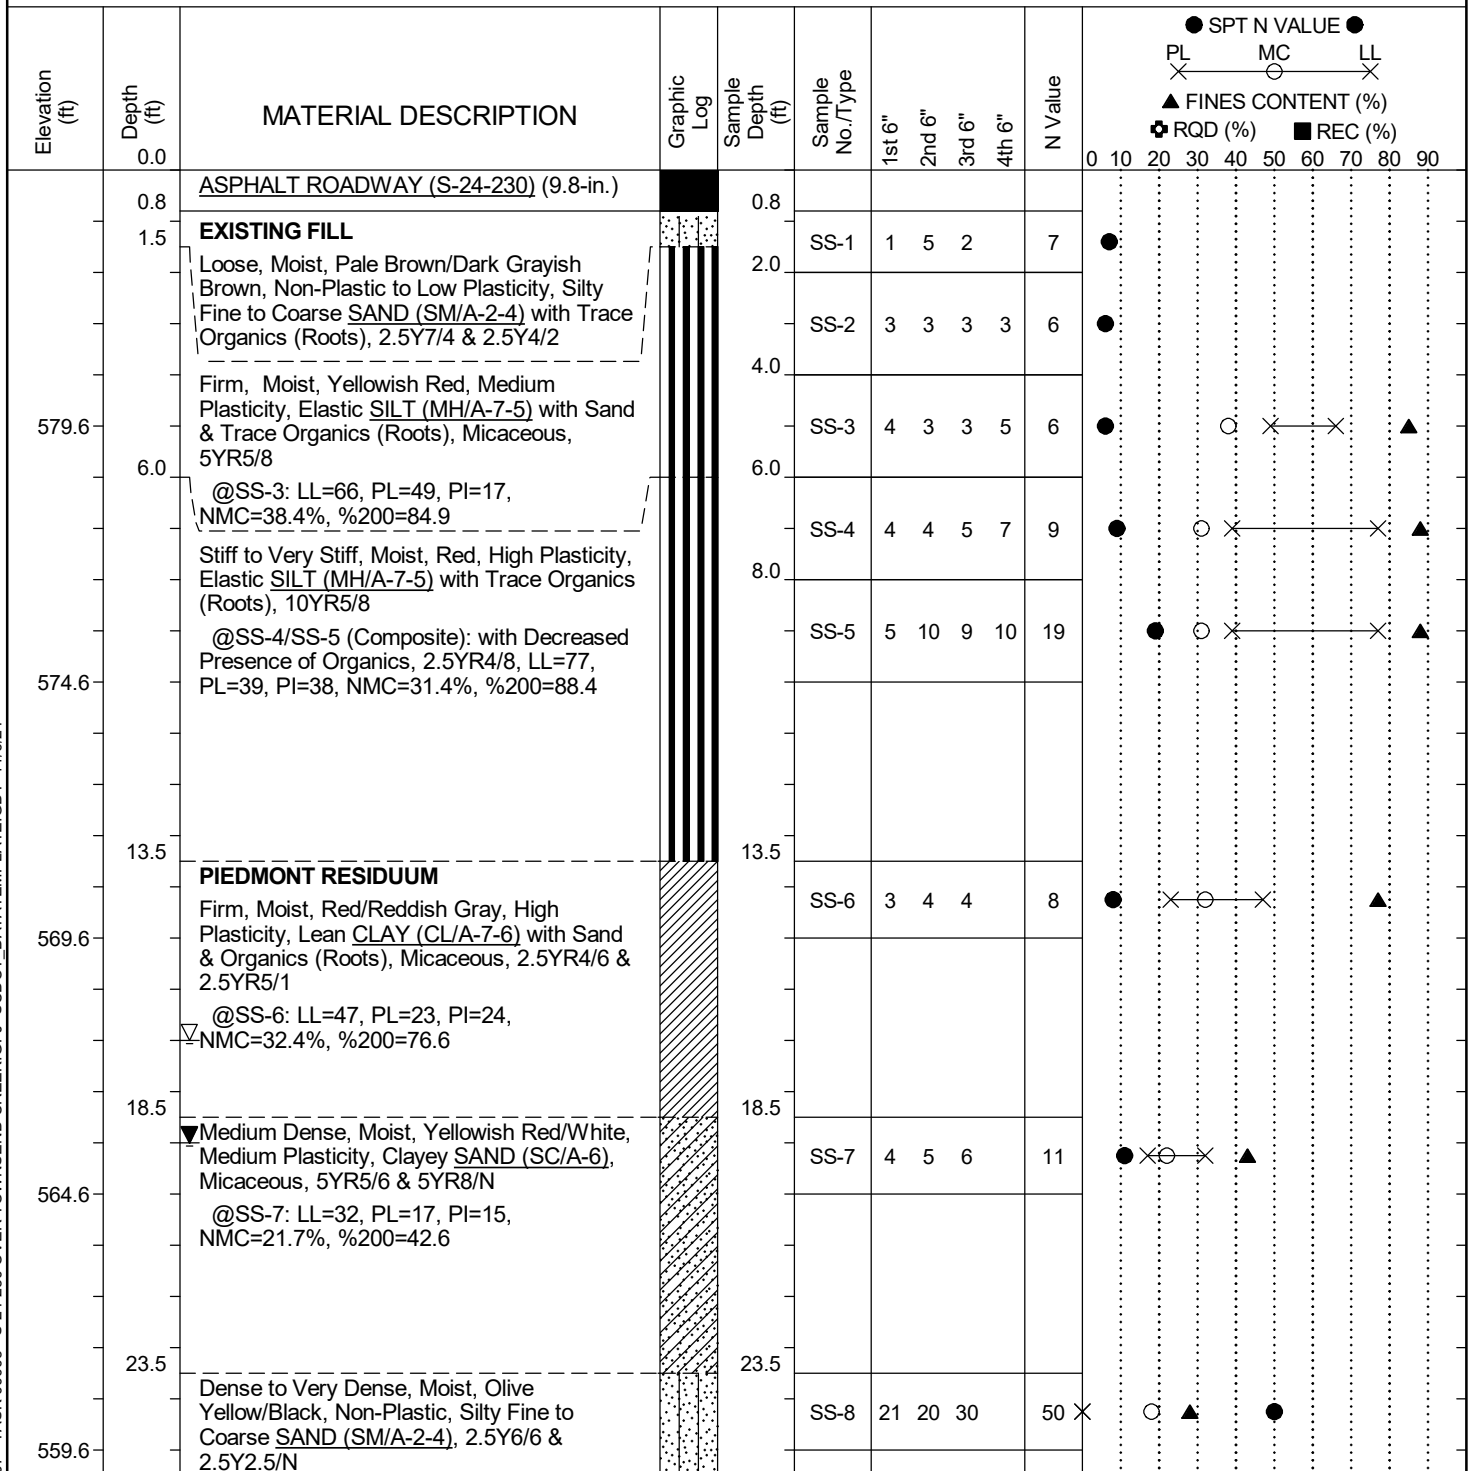 ● SPT N VALUE ●
PL MC LL
▲ FINES CONTENT (%)
RQD (%) ■ REC (%)
0 10 20 30 40 50 60 70 80 90
Elevation (ft)
Depth (ft)
0.0
MATERIAL DESCRIPTION
Graphic Log
Sample Depth (ft)
Sample No./Type
1st 6"
2nd 6"
3rd 6"
4th 6"
N Value
ASPHALT ROADWAY (S-24-230) (9.8-in.)
0.8 0.8
EXISTING FILL
1.5
SS-1 1 5 2 7
2.0
Loose, Moist, Pale Brown/Dark Grayish
Brown, Non-Plastic to Low Plasticity, Silty
Fine to Coarse SAND (SM/A-2-4) with Trace
Organics (Roots), 2.5Y7/4 & 2.5Y4/2
SS-2 3 3 3 3 6
4.0
Firm, Moist, Yellowish Red, Medium
Plasticity, Elastic SILT (MH/A-7-5) with Sand
& Trace Organics (Roots), Micaceous,
5YR5/8
579.6
SS-3 4 3 3 5 6
6.0 6.0
@SS-3: LL=66, PL=49, PI=17,
NMC=38.4%, %200=84.9
SS-4 4 4 5 7 9
Stiff to Very Stiff, Moist, Red, High Plasticity,
Elastic SILT (MH/A-7-5) with Trace Organics
(Roots), 10YR5/8
8.0
@SS-4/SS-5 (Composite): with Decreased
Presence of Organics, 2.5YR4/8, LL=77,
PL=39, PI=38, NMC=31.4%, %200=88.4
SS-5 5 10 9 10 19
574.6
13.5 13.5
PIEDMONT RESIDUUM
Firm, Moist, Red/Reddish Gray, High
Plasticity, Lean CLAY (CL/A-7-6) with Sand
& Organics (Roots), Micaceous, 2.5YR4/6 &
2.5YR5/1
SS-6 3 4 4 8
569.6
@SS-6: LL=47, PL=23, PI=24,
NMC=32.4%, %200=76.6
18.5 18.5
Medium Dense, Moist, Yellowish Red/White,
Medium Plasticity, Clayey SAND (SC/A-6),
Micaceous, 5YR5/6 & 5YR8/N
SS-7 4 5 6 11
564.6
@SS-7: LL=32, PL=17, PI=15,
NMC=21.7%, %200=42.6
23.5 23.5
Dense to Very Dense, Moist, Olive
Yellow/Black, Non-Plastic, Silty Fine to
Coarse SAND (SM/A-2-4), 2.5Y6/6 &
2.5Y2.5/N
SS-8 21 20 30 50
559.6